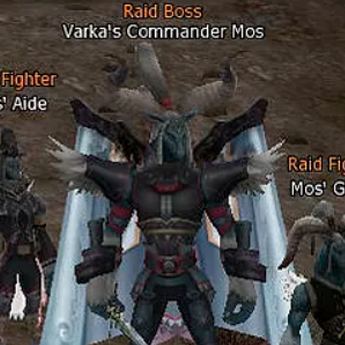 Raid Boss
Varka's Commander Mos
Fighter
s' Aide
Raid Fig
Mos' G